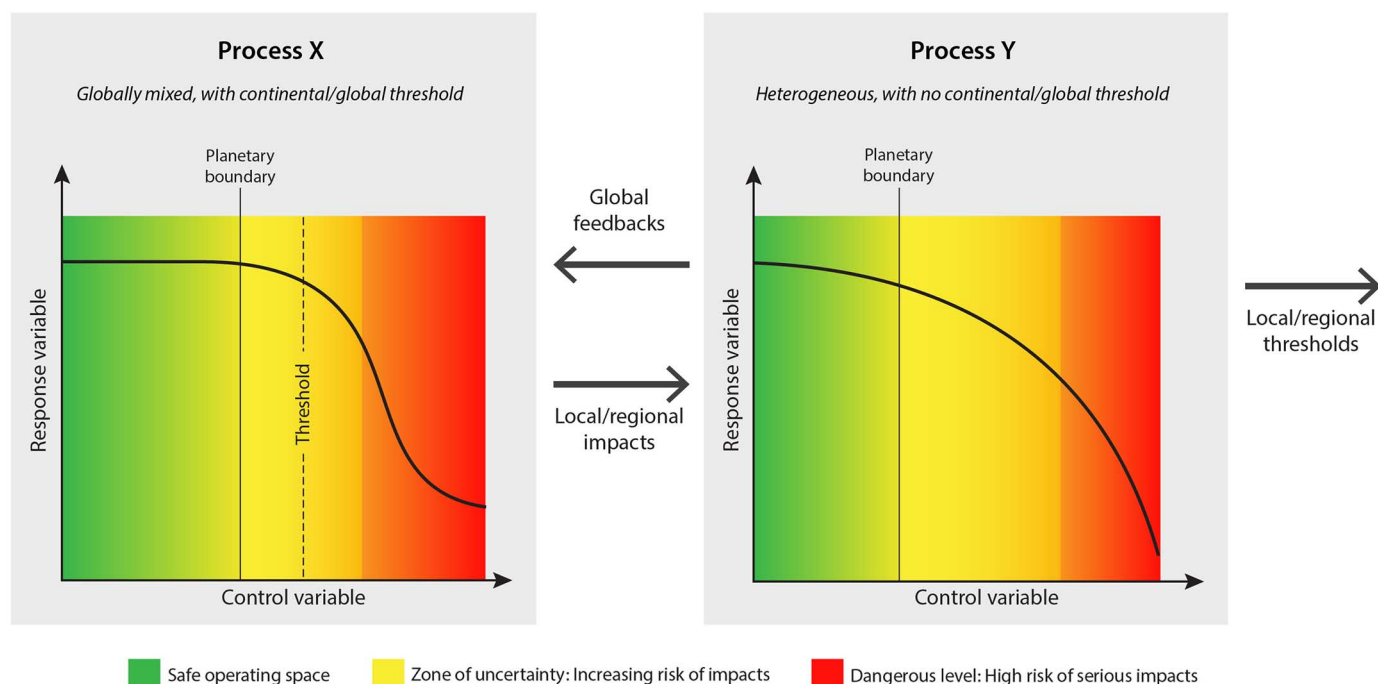 Process X
Globally mixed, with continental/global threshold
Planetary
boundary
Response variable
Threshold
Control variable
Global
feedbacks
Local/regional
impacts
Process Y
Heterogeneous, with no continental/global threshold
Planetary
boundary
Response variable
Control variable
Local/regional
thresholds
Safe operating space
Zone of uncertainty: Increasing risk of impacts
Dangerous level: High risk of serious impacts